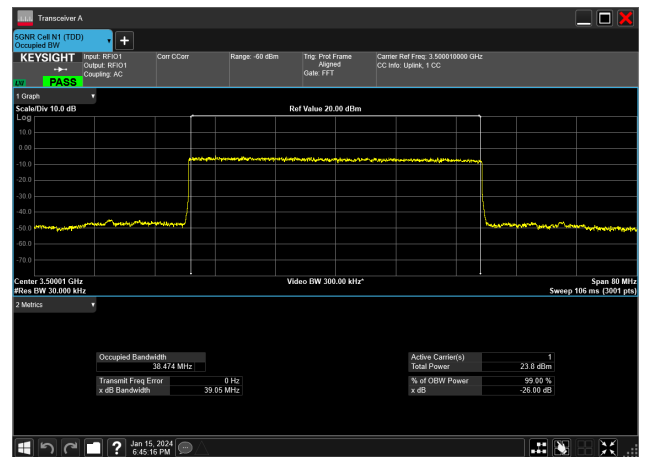 Transceiver A
5GNR Cell N1 (TDD)
Occupied BW
KEYSIGHT
Input: RFIO1
Output: RFIO1
Coupling: AC
Corr CCorr
Range: -60 dBm
Trig: Prot Frame
Aligned
Gate: FFT
Carrier Ref Freq: 3.500010000 GHz
CC Info: Uplink, 1 CC
PASS
1 Graph
Scale/Div 10.0 dB
Ref Value 20.00 dBm
Log
10.0
0.00
-10.0
-20.0
-30.0
-40.0
-50.0
-60.0
-70.0
Center 3.50001 GHz
Video BW 300.00 kHz*
Span 80 MHz
#Res BW 30.000 kHz
Sweep 106 ms (3001 pts)
2 Metrics
Occupied Bandwidth
38.474 MHz
Active Carrier(s) 1
Total Power 23.8 dBm
Transmit Freq Error 0 Hz
x dB Bandwidth 39.05 MHz
% of OBW Power 99.00 %
x dB -26.00 dB
?
Jan 15, 2024
6:45:16 PM